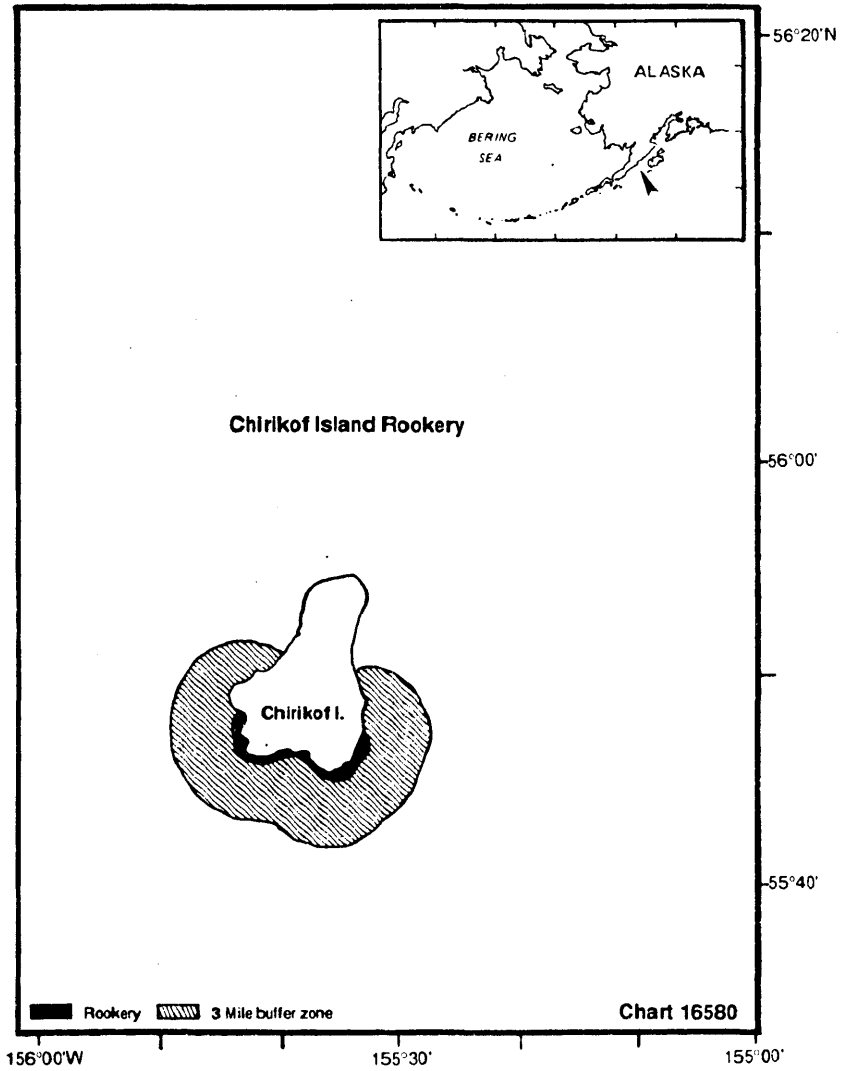 56°20'N
ALASKA
BERING
SEA
Chirikof Island Rookery
56°00'
Chirikof I.
55°40'
Rookery 3 Mile buffer zone Chart 16580
156°00'W 155°30' 155°00'